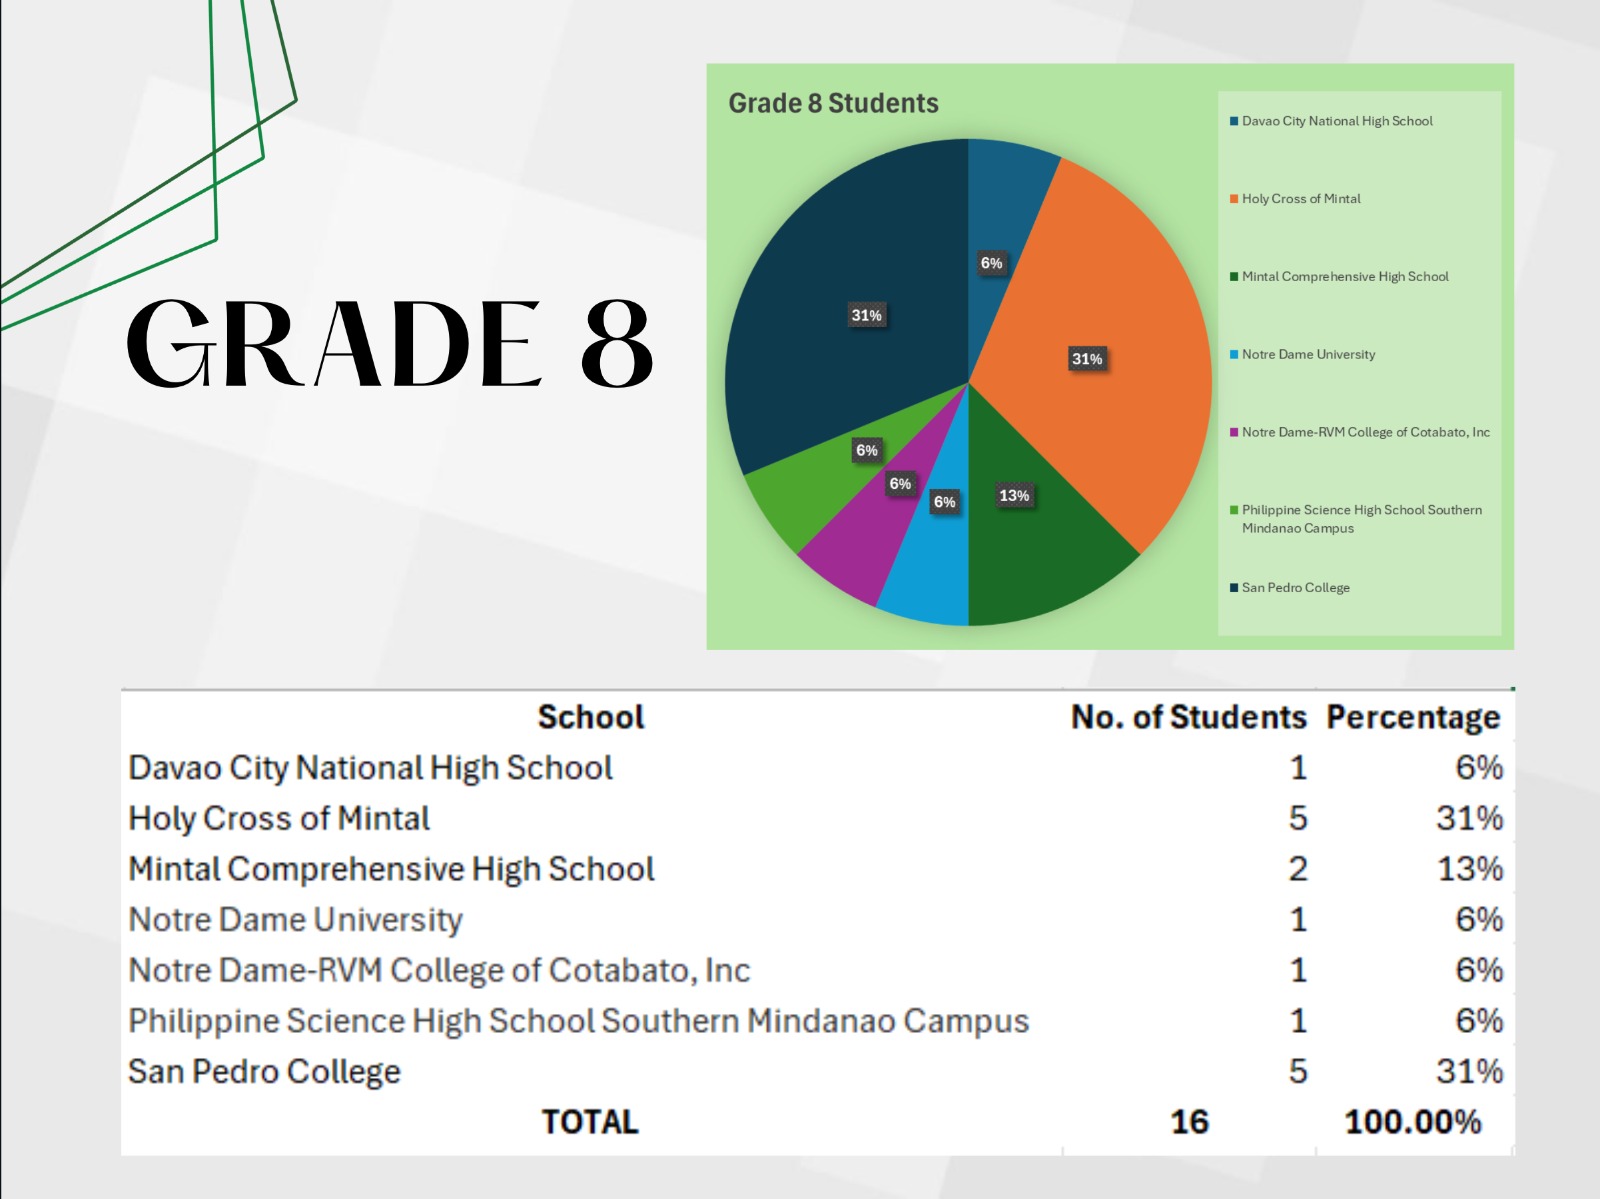 GRADE 8
Grade 8 Students
6%
31%
13%
6%
6%
6%
31%
Davao City National High School
Holy Cross of Mintal
Mintal Comprehensive High School
Notre Dame University
Notre Dame-RVM College of Cotabato, Inc
Philippine Science High School Southern
Mindanao Campus
San Pedro College
School No. of Students Percentage
Davao City National High School 1 6%
Holy Cross of Mintal 5 31%
Mintal Comprehensive High School 2 13%
Notre Dame University 1 6%
Notre Dame-RVM College of Cotabato, Inc 1 6%
Philippine Science High School Southern Mindanao Campus 1 6%
San Pedro College 5 31%
TOTAL 16 100.00%